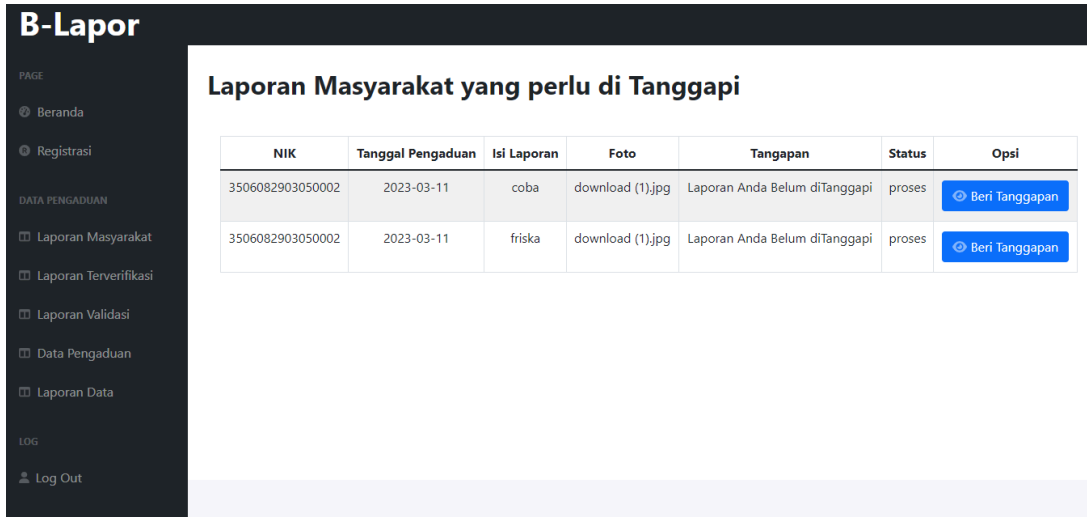 B-Lapor
PAGE
Beranda
Registrasi
DATA PENGADUAN
Laporan Masyarakat
Laporan Terverifikasi
Laporan Validasi
Data Pengaduan
Laporan Data
LOG
Log Out
Laporan Masyarakat yang perlu di Tanggapi
NIK Tanggal Pengaduan Isi Laporan Foto Tangapan Status Opsi
3506082903050002 2023-03-11 coba download (1).jpg Laporan Anda Belum diTanggapi proses Beri Tanggapan
3506082903050002 2023-03-11 friska download (1).jpg Laporan Anda Belum diTanggapi proses Beri Tanggapan